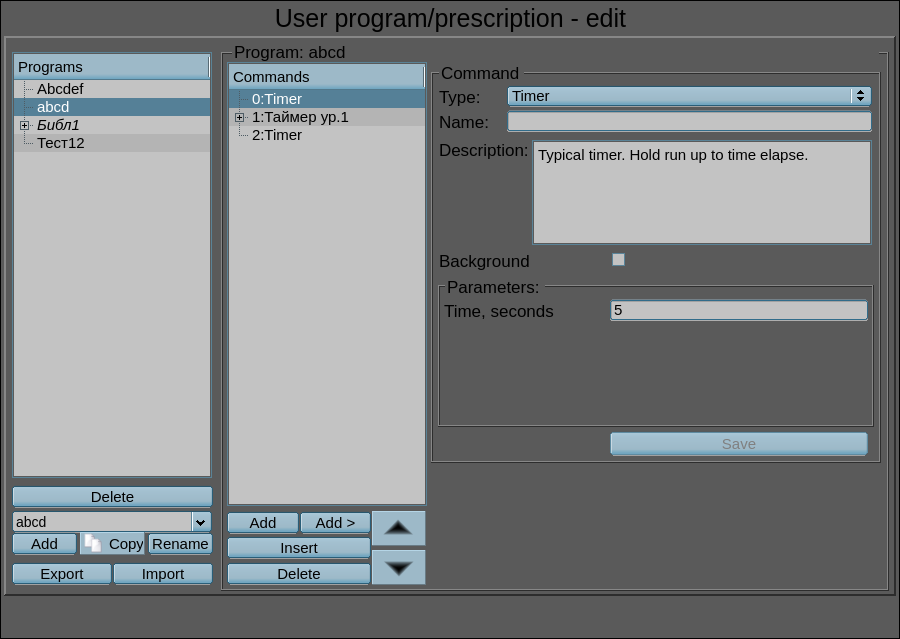 User program/prescription - edit
Programs
Abcdef
abcd
Библ1
Тест12
Delete
abcd
Add Copy Rename
Export Import
Program: abcd
Commands
0:Timer
1:Таймер ур.1
2:Timer
Add Add >
Insert
Delete
Command
Type: Timer
Name:
Description: Typical timer. Hold run up to time elapse.
Background
Parameters:
Time, seconds 5
Save